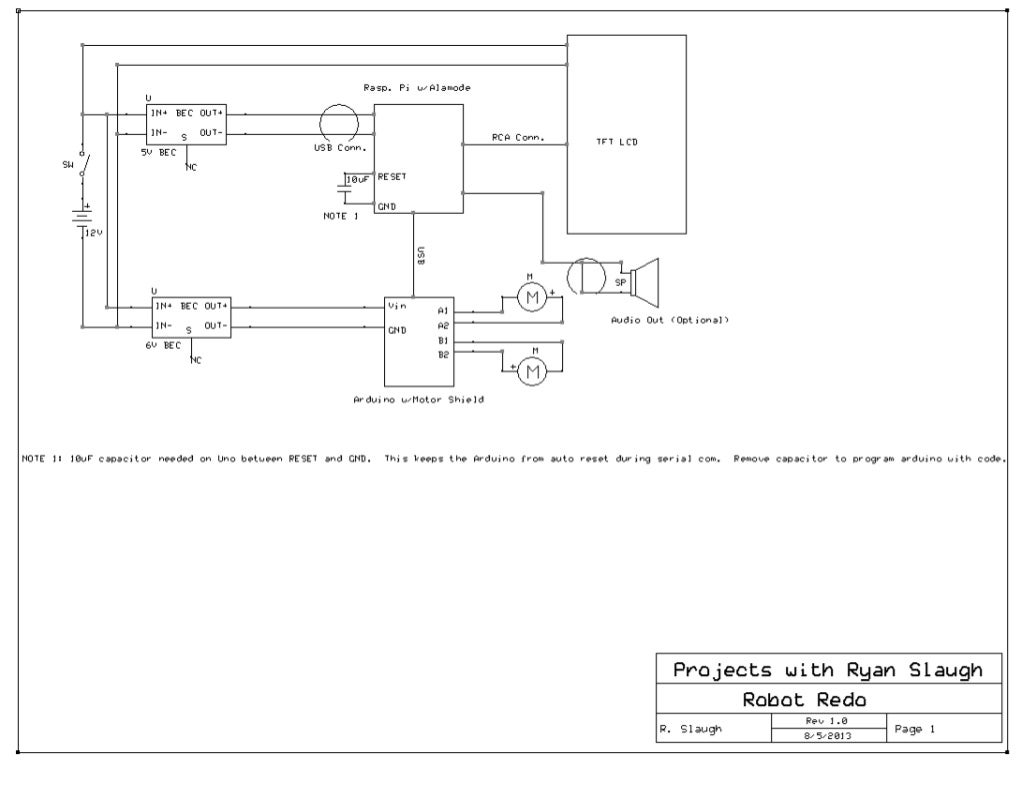 Rasp. Pi w/Alamode
U
IN+ BEC OUT+
IN- S OUT-
5V BEC
NC
USB Conn.
RCA Conn.
TFT LCD
SW
10uF
RESET
GND
NOTE 1
+
12V
USB
SP
Audio Out (Optional)
U
IN+ BEC OUT+
IN- S OUT-
6V BEC
NC
Vin
GND
A1
A2
B1
B2
M
M +
M
+ M
Arduino w/Motor Shield
NOTE 1: 10uF capacitor needed on Uno between RESET and GND. This keeps the Arduino from auto reset during serial com. Remove capacitor to program arduino with code.
Projects with Ryan Slaugh
Robot Redo
R. Slaugh
Rev 1.0
8/5/2013
Page 1